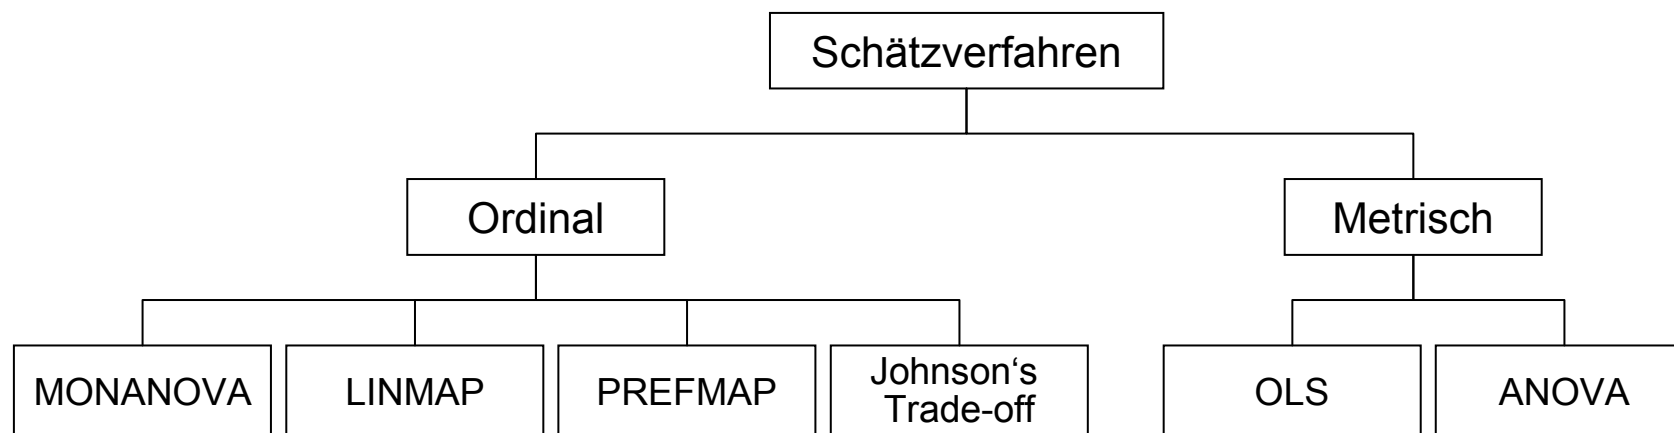 Schätzverfahren
Ordinal
Metrisch
MONANOVA
LINMAP
PREFMAP
Johnson‘s
Trade-off
OLS
ANOVA